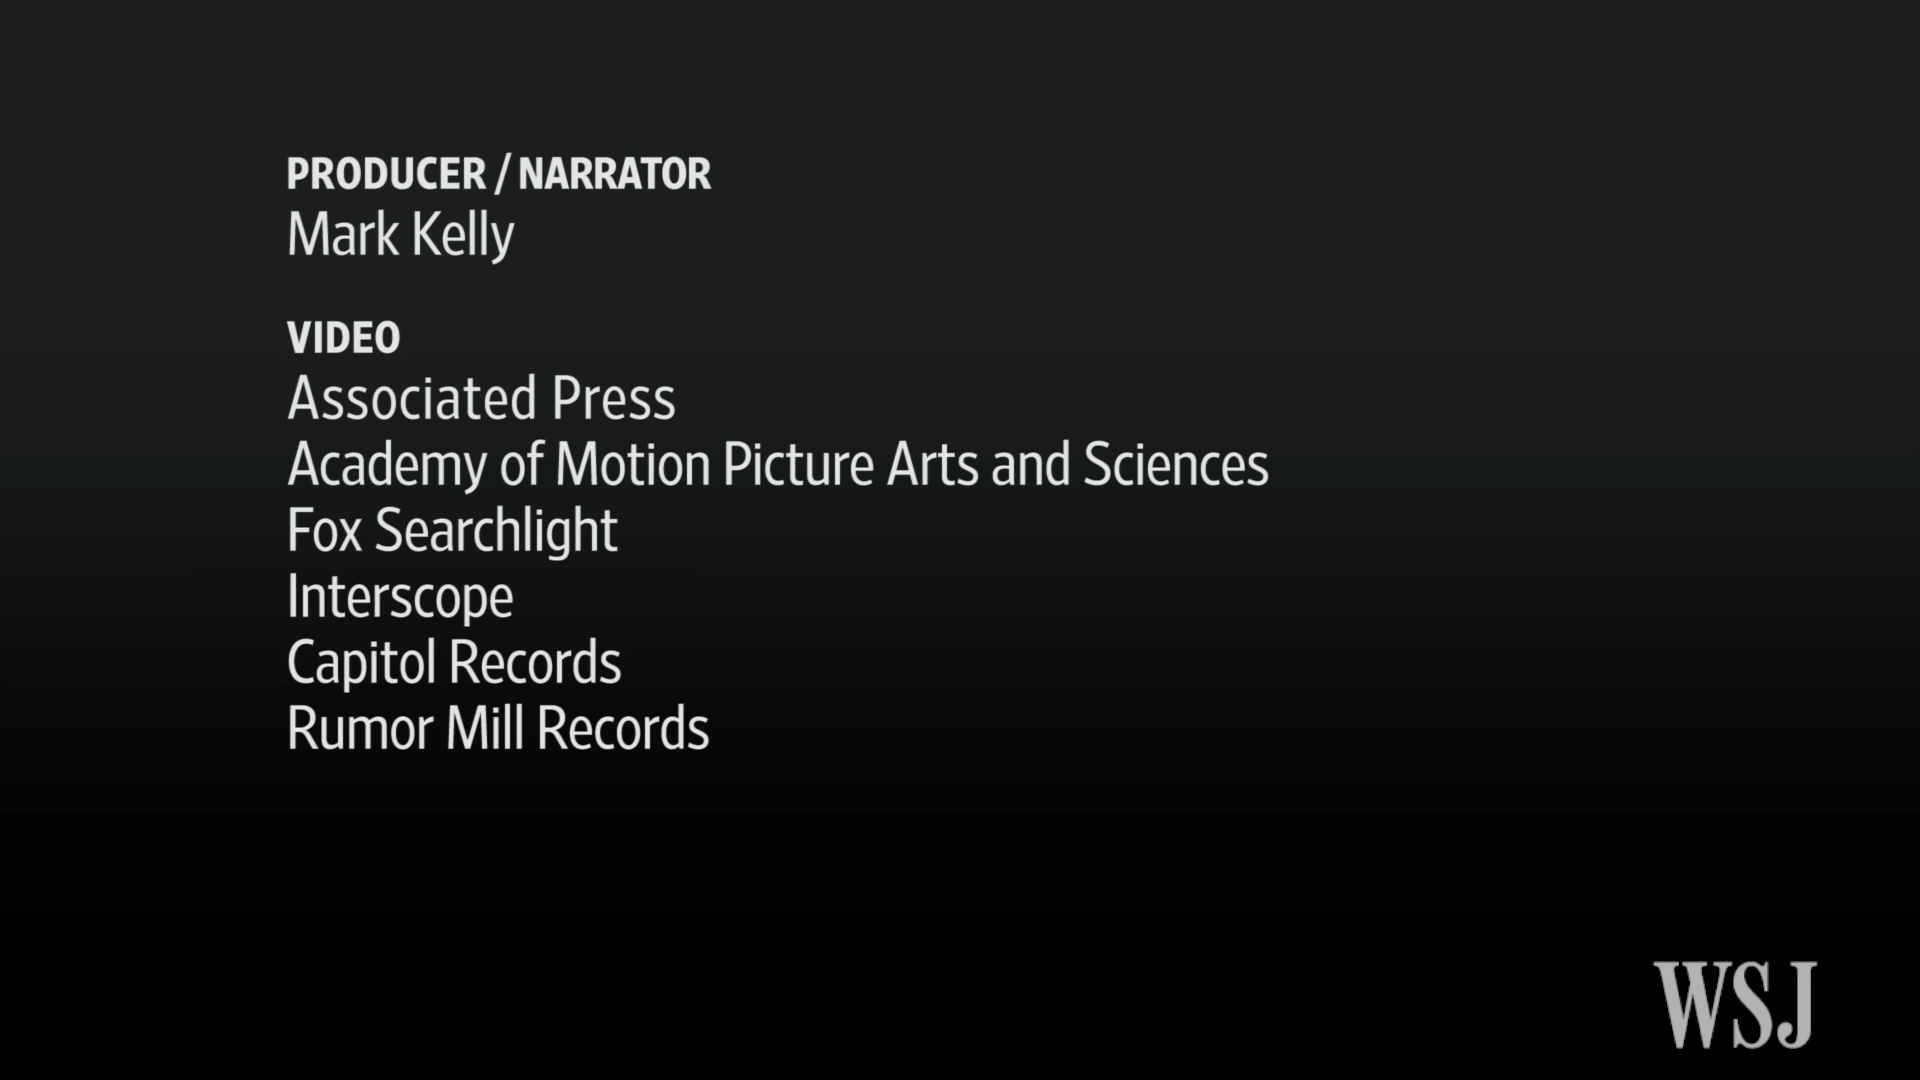 PRODUCER / NARRATOR
Mark Kelly
VIDEO
Associated Press
Academy of Motion Picture Arts and Sciences
Fox Searchlight
Interscope
Capitol Records
Rumor Mill Records
WSJ